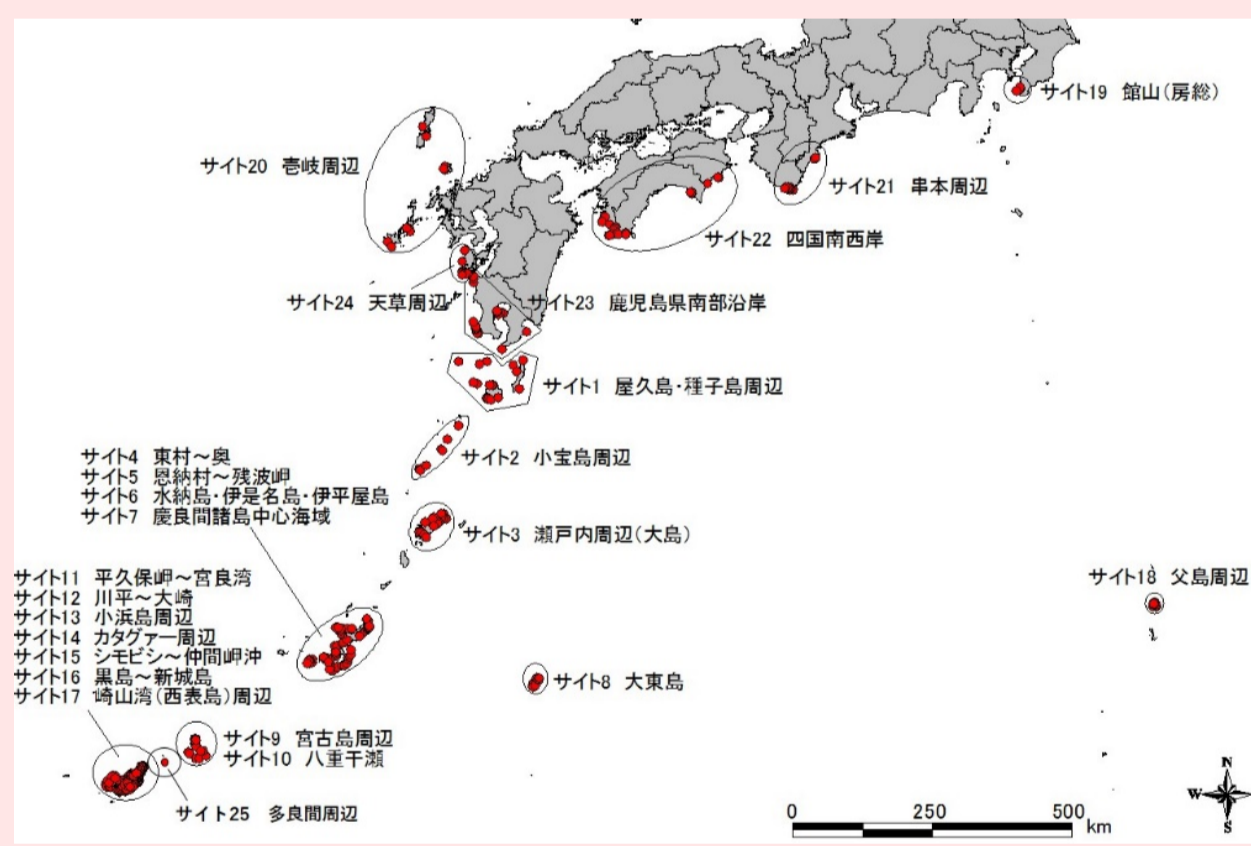 サイト19 館山(房総)
サイト20 壱岐周辺
サイト21 串本周辺
サイト22 四国南西岸
サイト24 天草周辺
サイト23 鹿児島県南部沿岸
サイト1 屋久島・種子島周辺
サイト2 小宝島周辺
サイト4 東村～奥
サイト5 恩納村～残波岬
サイト6 水納島・伊是名島・伊平屋島
サイト7 慶良間諸島中心海域
サイト3 瀬戸内周辺(大島)
サイト11 平久保岬～宮良湾
サイト12 川平～大崎
サイト13 小浜島周辺
サイト14 カタグァー周辺
サイト15 シモビシ～仲間岬沖
サイト16 黒島～新城島
サイト17 崎山湾(西表島)周辺
サイト18 父島周辺
サイト8 大東島
サイト9 宮古島周辺
サイト10 八重干瀬
サイト25 多良間周辺
0 250 500
km
N
W E
S